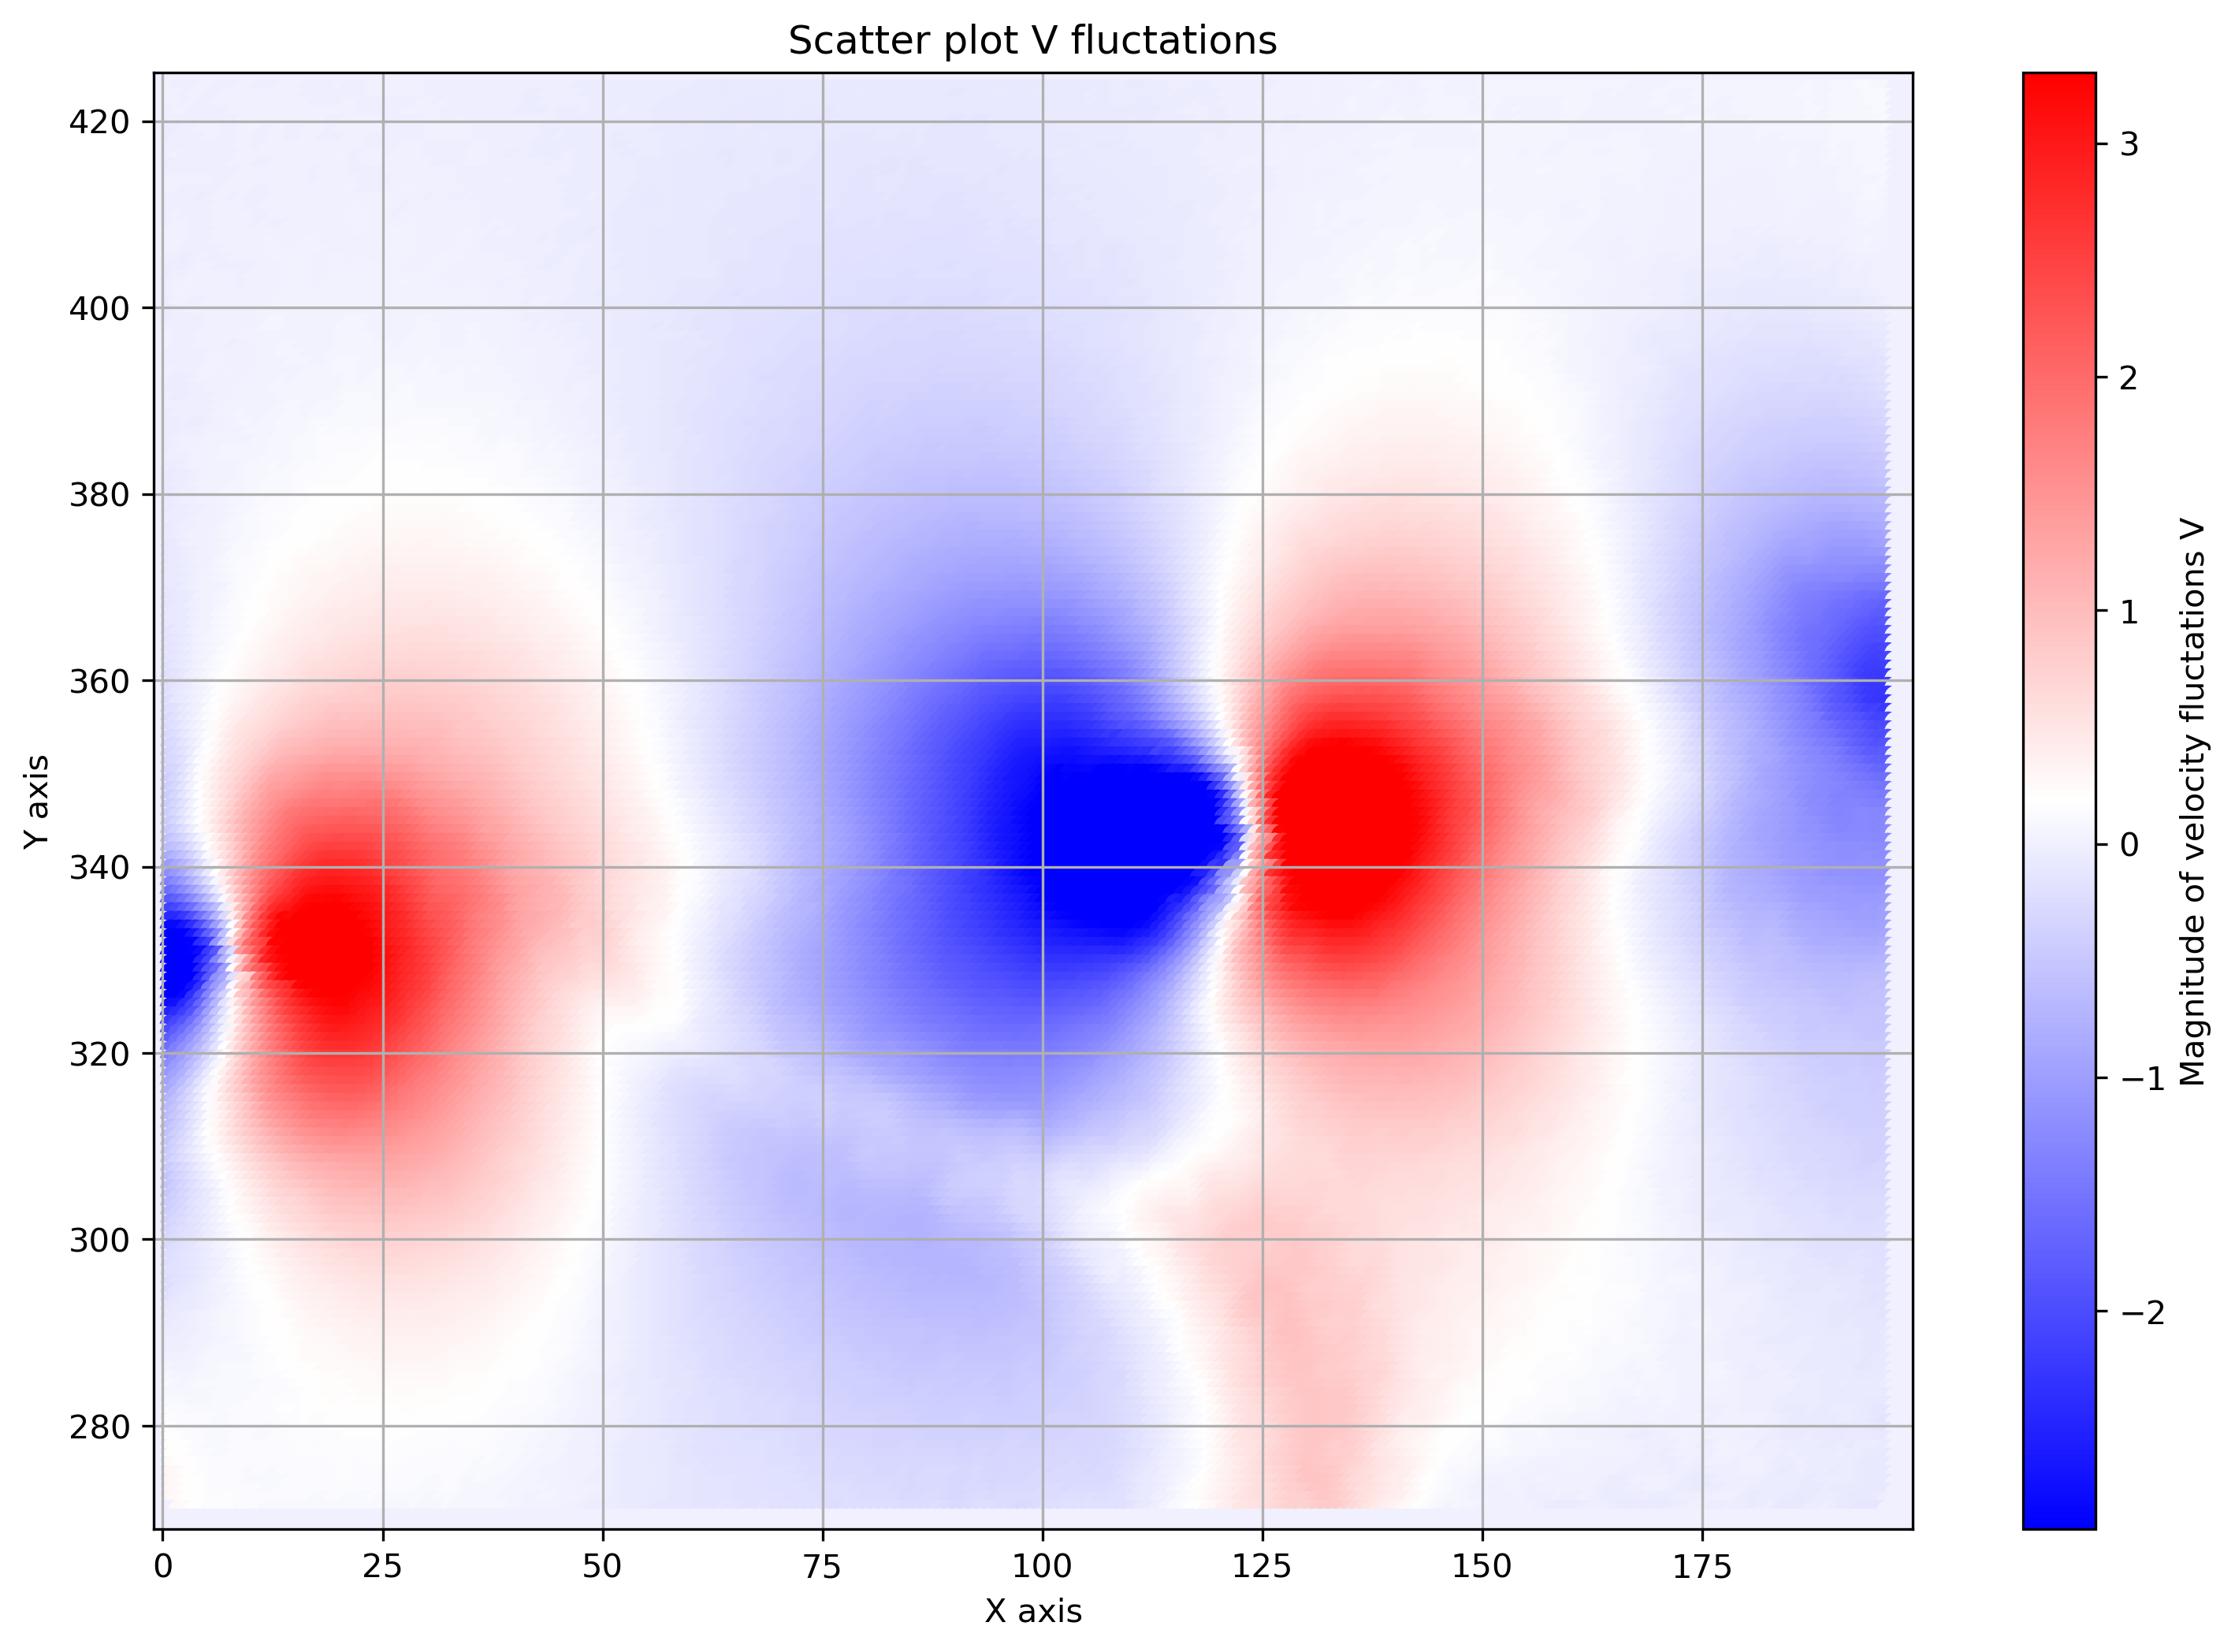 Scatter plot V fluctations
420
400
380
360
340
320
300
280
Y axis
0 25 50 75 100 125 150 175
X axis
3
2
1
0
−1
−2
Magnitude of velocity fluctations V